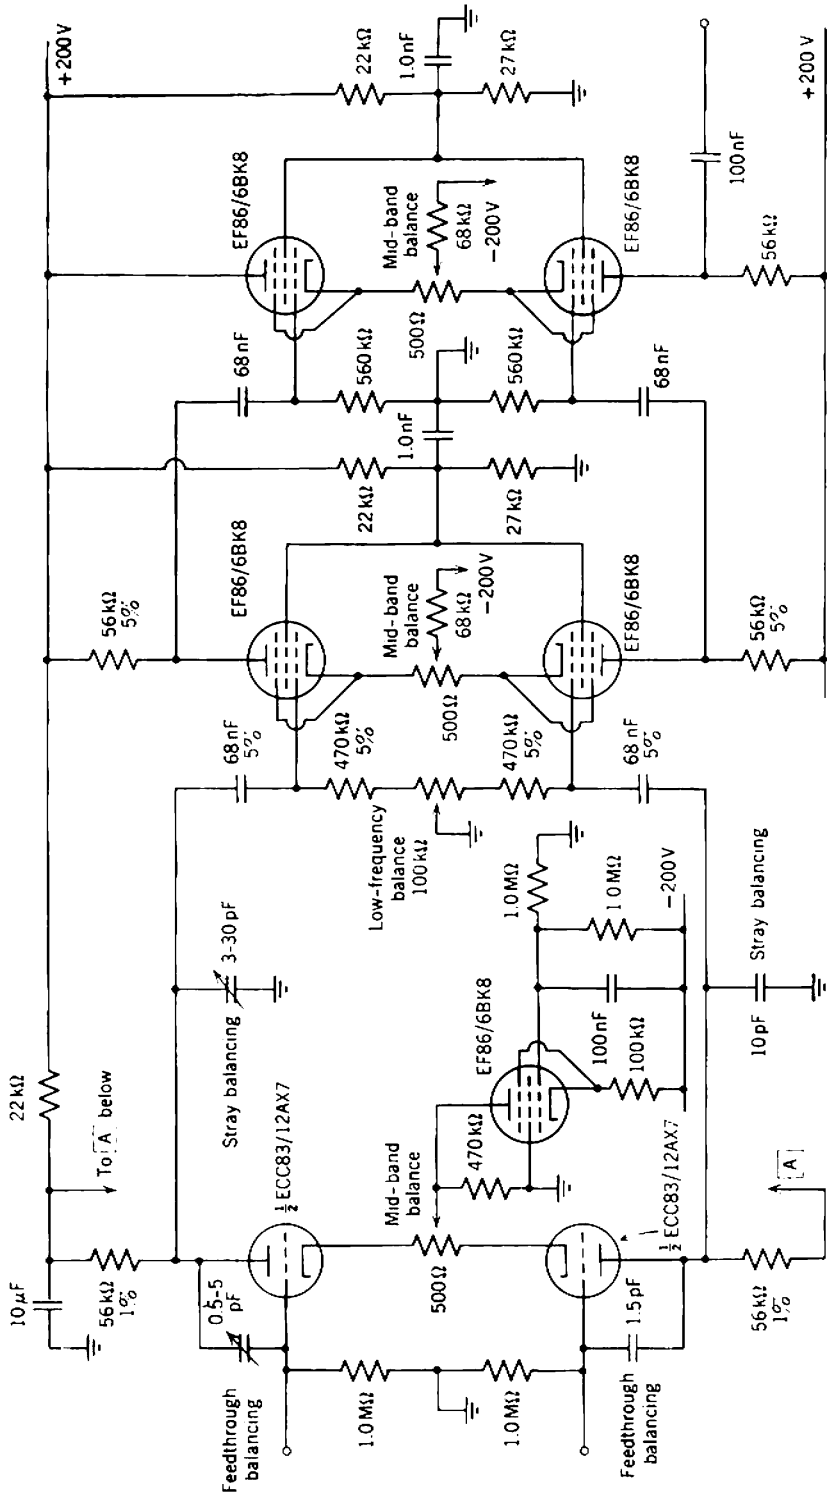 +200V
22kΩ
1.0nF
27kΩ
EF86/6BK8
Mid-band
balance
68kΩ
-200V
500Ω
EF86/6BK8
100nF
56kΩ
+200V
68nF
560kΩ
1.0nF
560kΩ
68nF
22kΩ
27kΩ
56kΩ
5%
EF86/6BK8
Mid-band
balance
68kΩ
-200V
500Ω
EF86/6BK8
56kΩ
5%
68nF
5%
470kΩ
5%
Low-frequency
balance
100kΩ
470kΩ
5%
68nF
5%
22kΩ
To A below
Stray balancing
3-30pF
1.0MΩ
1.0MΩ
-200V
EF86/6BK8
100nF
100kΩ
470kΩ
10pF
Stray balancing
½ECC83/12AX7
Mid-band
balance
500Ω
½ECC83/12AX7
A
10μF
56kΩ
1%
0.5-5
pF
Feedthrough
balancing
1.0MΩ
1.0MΩ
1.5pF
Feedthrough
balancing
56kΩ
1%